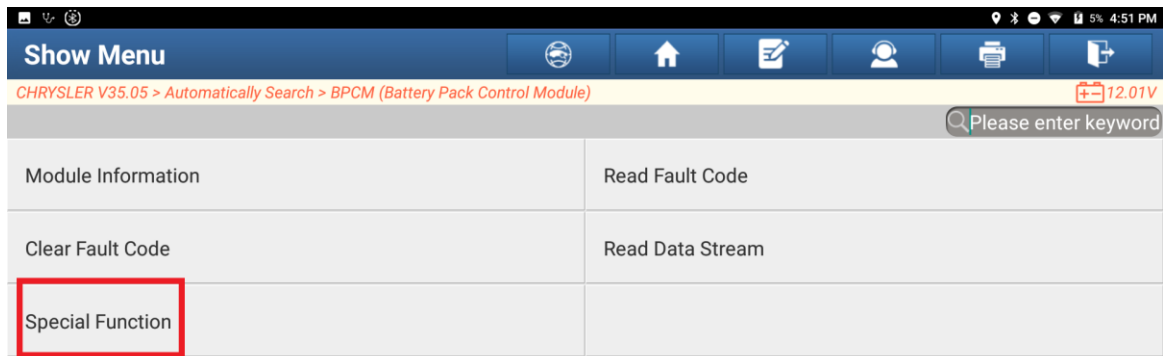 5% 4:51 PM
Show Menu
CHRYSLER V35.05 > Automatically Search > BPCM (Battery Pack Control Module)
12.01V
Please enter keyword
Module Information
Read Fault Code
Clear Fault Code
Read Data Stream
Special Function